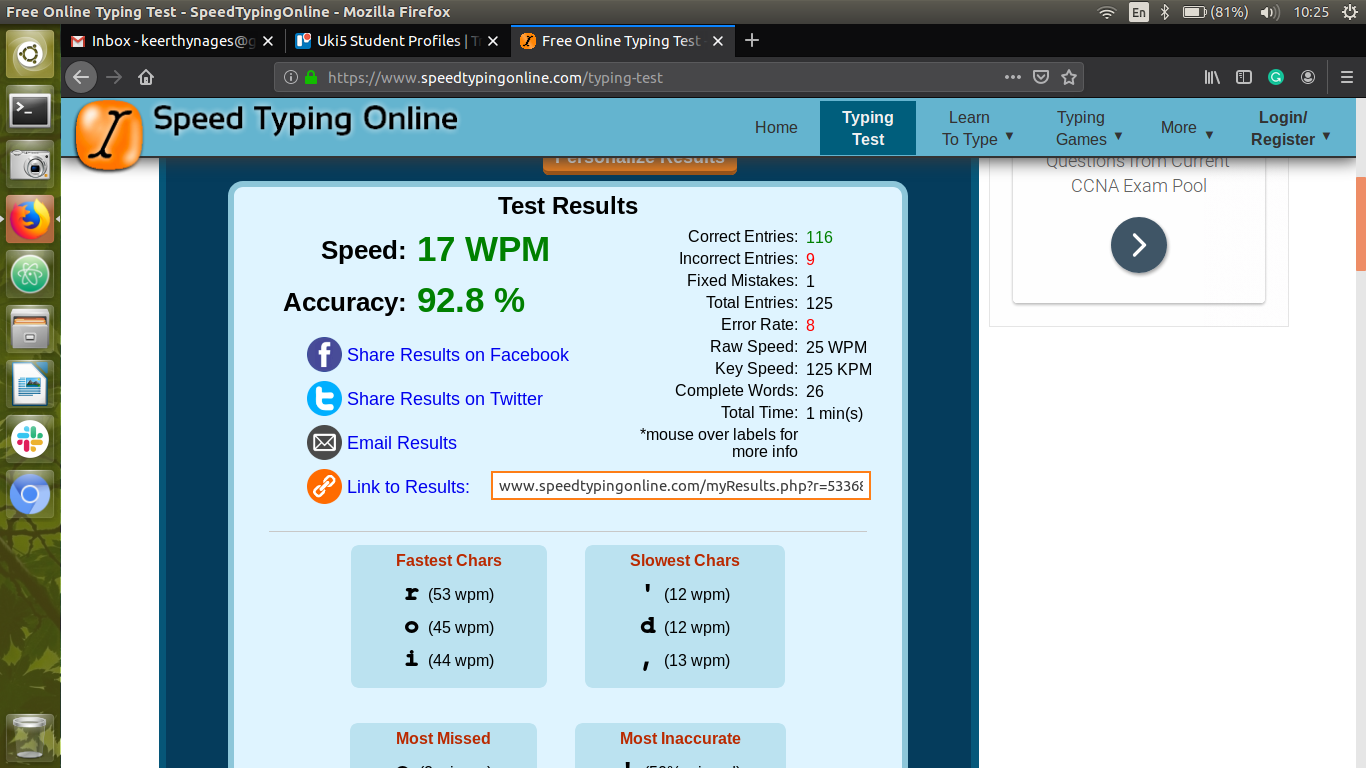 Free Online Typing Test - SpeedTypingOnline - Mozilla Firefox
En
(81%)
10:25
Inbox - keerthynages@g
Uki5 Student Profiles | Tr
Free Online Typing Test
https://www.speedtypingonline.com/typing-test
Speed Typing Online
Home
Typing
Test
Learn
To Type
Typing
Games
More
Login/
Register
Personalize Results
Questions from Current
CCNA Exam Pool
Test Results
Speed: 17 WPM
Accuracy: 92.8 %
Share Results on Facebook
Share Results on Twitter
Email Results
Link to Results: www.speedtypingonline.com/myResults.php?r=5336
Correct Entries: 116
Incorrect Entries: 9
Fixed Mistakes: 1
Total Entries: 125
Error Rate: 8
Raw Speed: 25 WPM
Key Speed: 125 KPM
Complete Words: 26
Total Time: 1 min(s)
*mouse over labels for
more info
Fastest Chars
r (53 wpm)
o (45 wpm)
i (44 wpm)
Slowest Chars
' (12 wpm)
d (12 wpm)
, (13 wpm)
Most Missed
Most Inaccurate